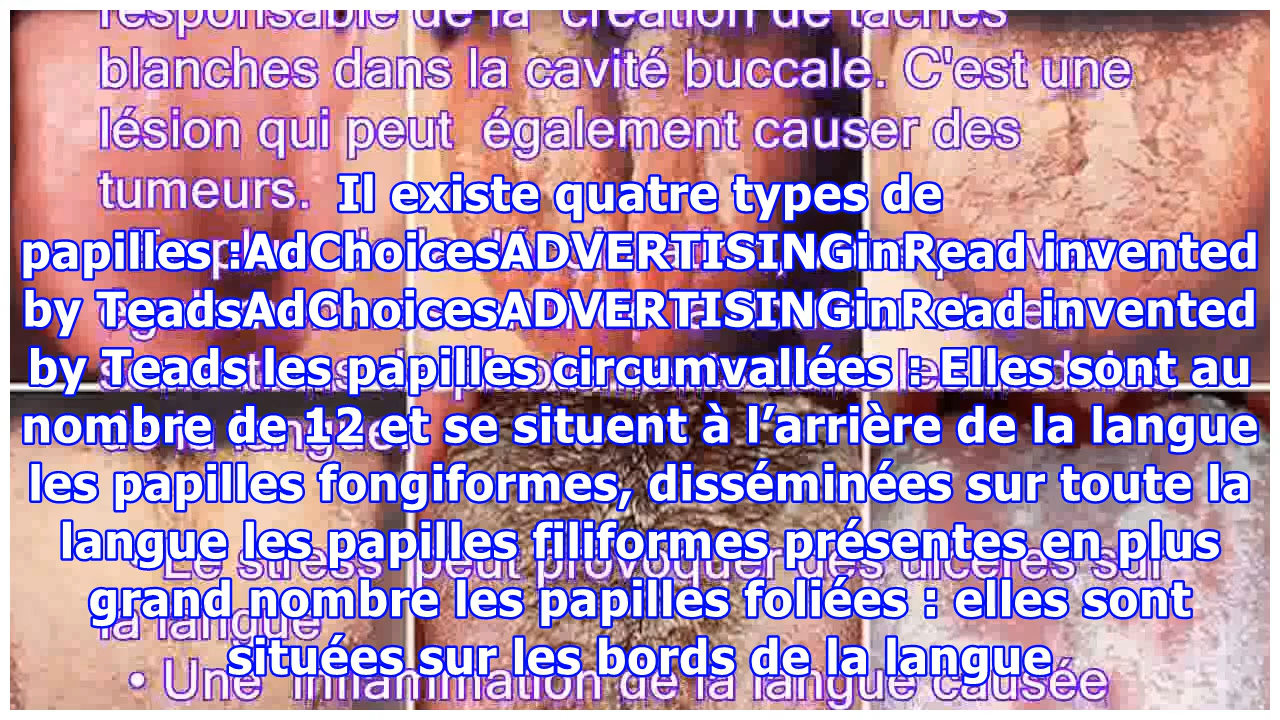 responsable de la création de taches
blanches dans la cavité buccale. C'est une
lésion qui peut également causer des
tumeurs.
Il existe quatre types de
papilles :AdChoicesADVERTISINGinRead invented
by TeadsAdChoicesADVERTISINGinRead invented
by Teads les papilles circumvallées : Elles sont au
nombre de 12 et se situent à l’arrière de la langue
les papilles fongiformes, disséminées sur toute la
langue les papilles filiformes présentes en plus
grand nombre les papilles foliées : elles sont
situées sur les bords de la langue
de la langue.
• Le stress peut provoquer des ulcères sur
la langue
• Une inflammation de la langue causée